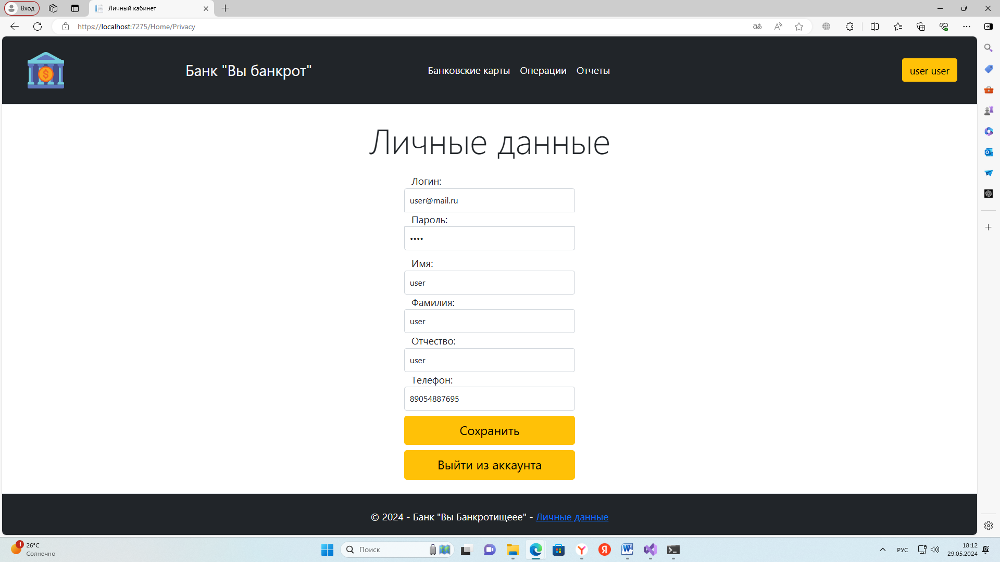 Вход
Личный кабинет
https://localhost:7275/Home/Privacy
Банк "Вы банкрот"
Банковские карты Операции Отчеты
user user
Личные данные
Логин:
user@mail.ru
Пароль:
••••
Имя:
user
Фамилия:
user
Отчество:
user
Телефон:
89054887695
Сохранить
Выйти из аккаунта
© 2024 - Банк "Вы Банкротищеее" - Личные данные
1
26°C
Солнечно
Поиск
РУС
18:12
29.05.2024